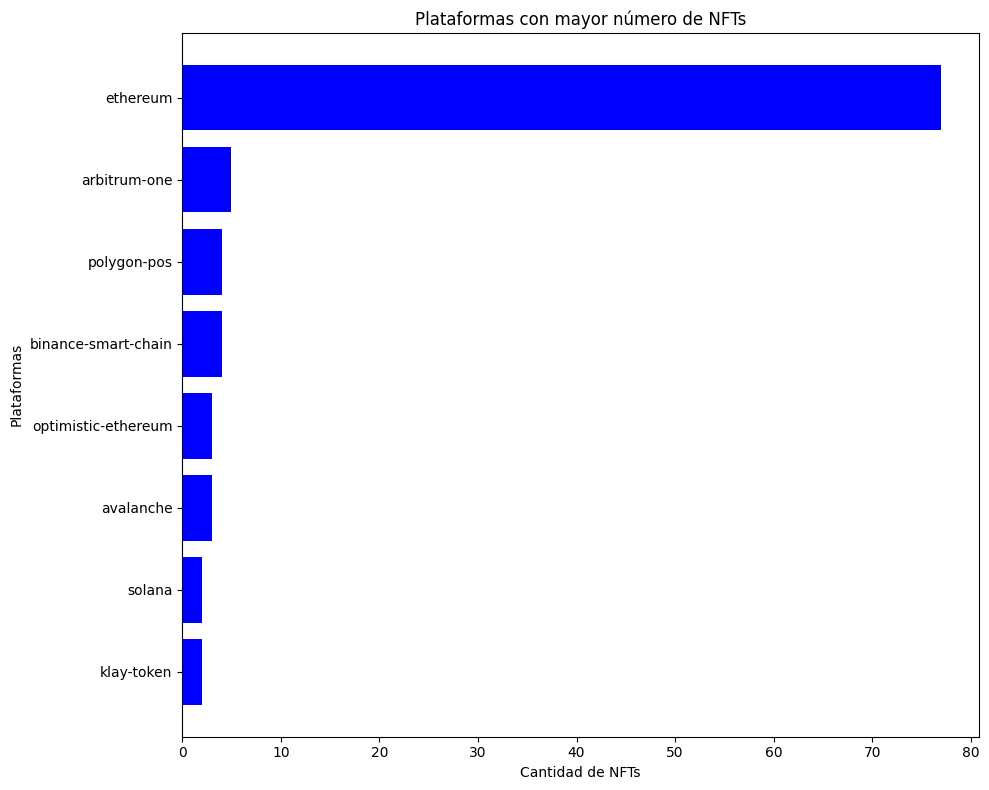 Plataformas con mayor número de NFTs
Plataformas
ethereum
arbitrum-one
polygon-pos
binance-smart-chain
optimistic-ethereum
avalanche
solana
klay-token
0 10 20 30 40 50 60 70 80
Cantidad de NFTs